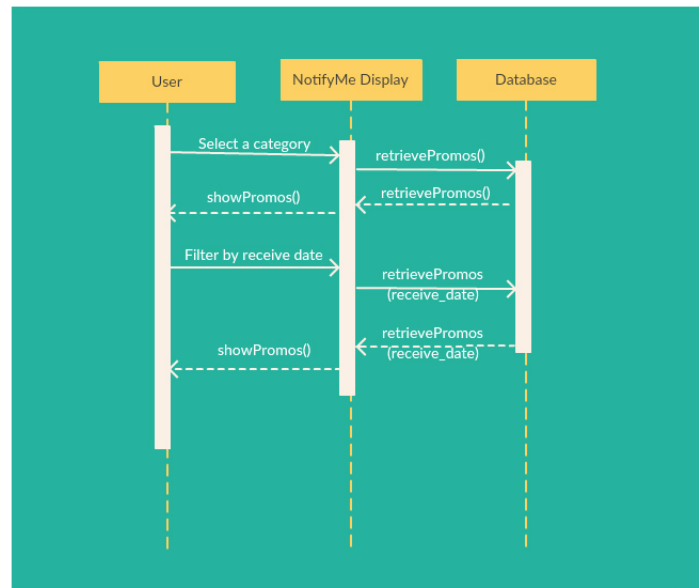 User
NotifyMe Display
Database
Select a category
retrievePromos()
retrievePromos()
showPromos()
Filter by receive date
retrievePromos
(receive_date)
retrievePromos
(receive_date)
showPromos()